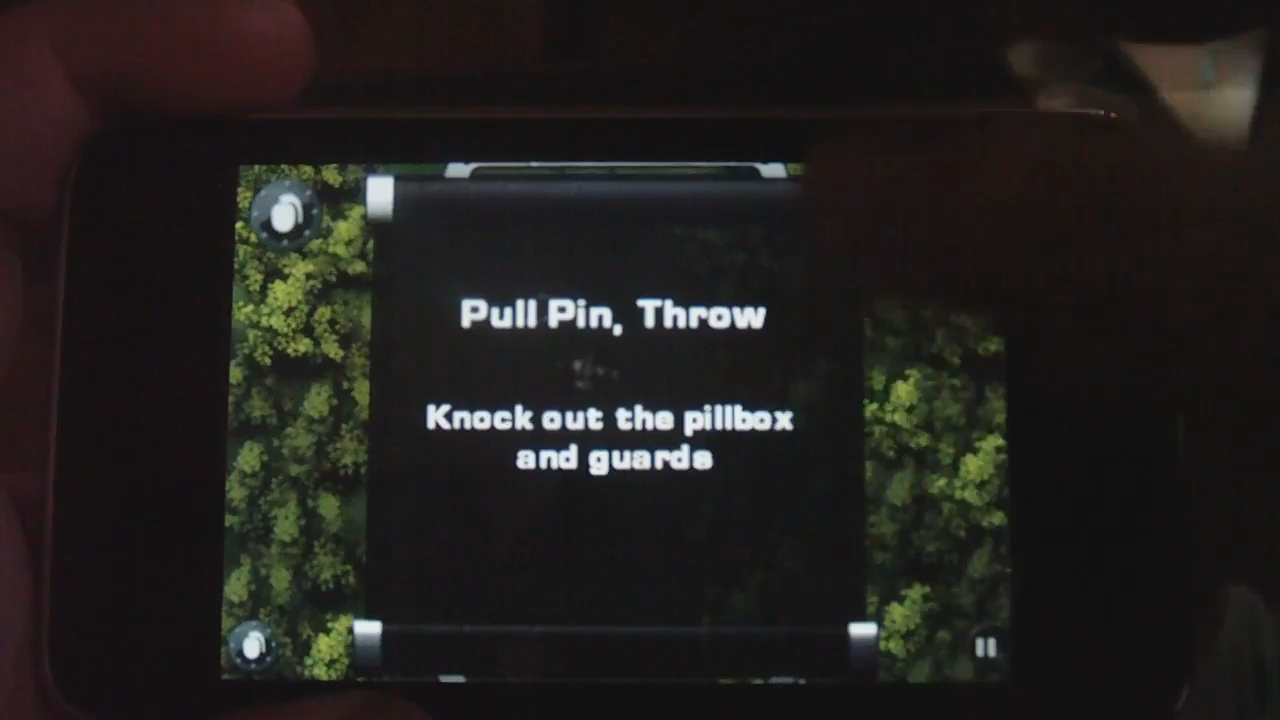 Pull Pin, Throw
Knock out the pillbox
and guards